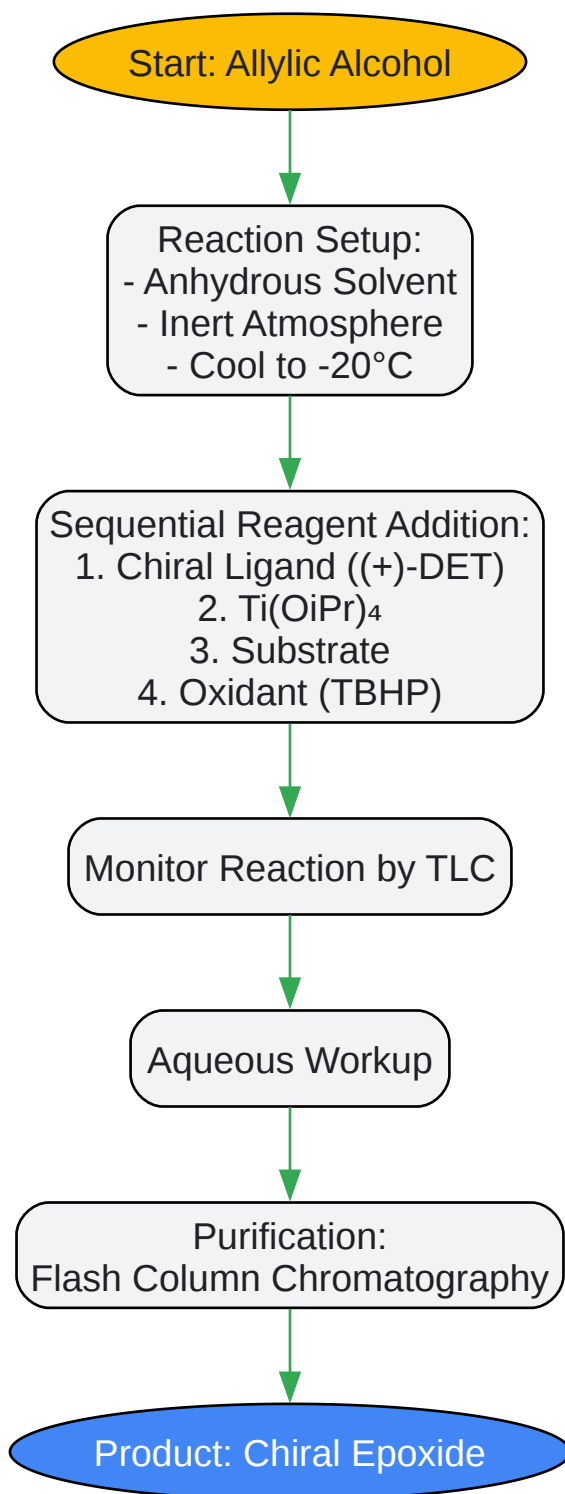 Start: Allylic Alcohol
Reaction Setup:
- Anhydrous Solvent
- Inert Atmosphere
- Cool to -20°C
Sequential Reagent Addition:
1. Chiral Ligand ((+)-DET)
2. Ti(OiPr)₄
3. Substrate
4. Oxidant (TBHP)
Monitor Reaction by TLC
Aqueous Workup
Purification:
Flash Column Chromatography
Product: Chiral Epoxide